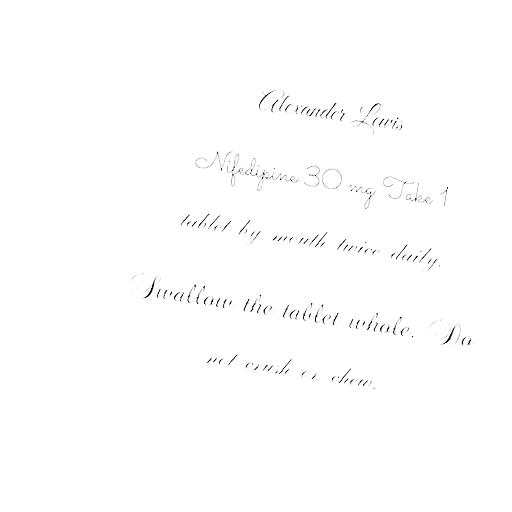 Alexander Lewis
Nifedipine 30 mg Take 1
tablet by mouth twice daily.
Swallow the tablet whole. Do
not crush or chew.